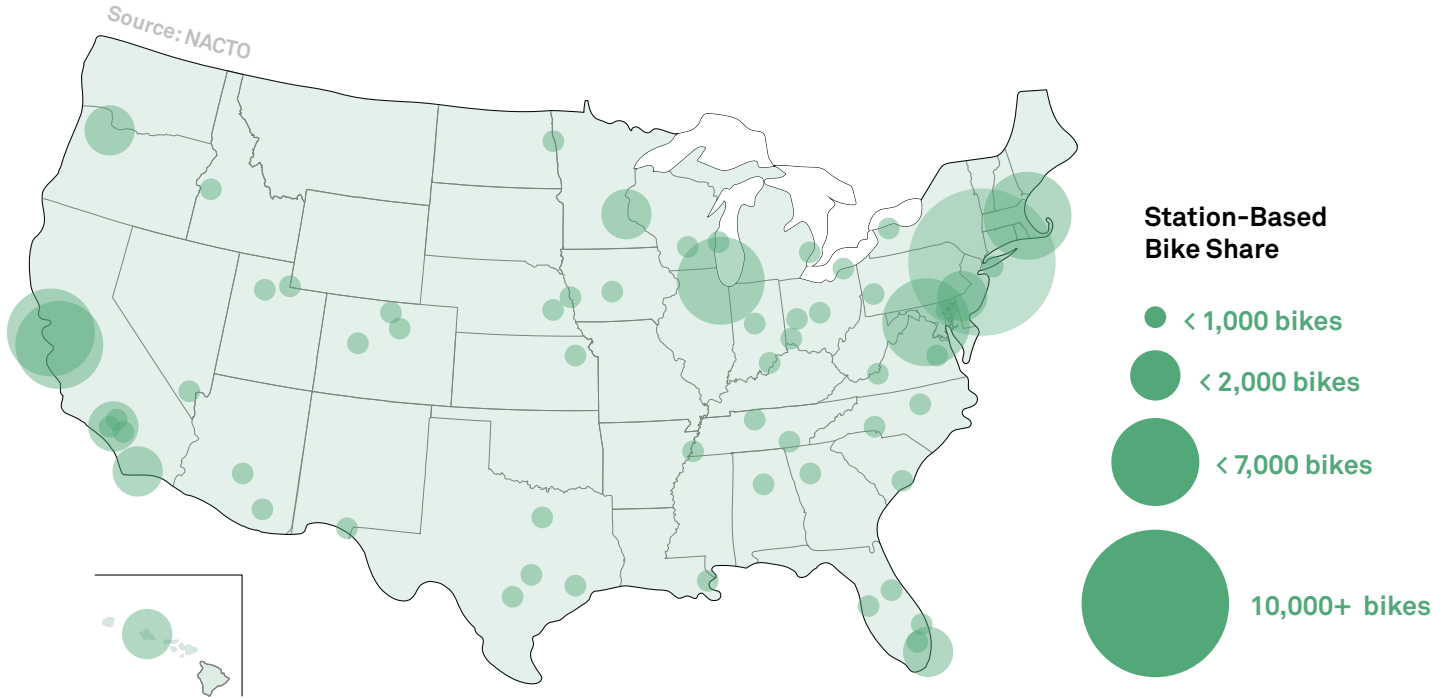 Source: NACTO
Station-Based
Bike Share
< 1,000 bikes
< 2,000 bikes
< 7,000 bikes
10,000+ bikes